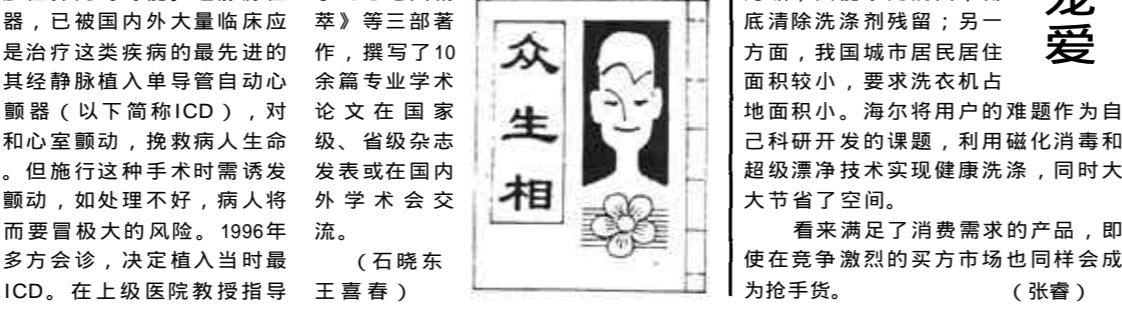 器，已被国内外大量临床应
是治疗这类疾病的最先进的
其经静脉植入单导管自动心
颤器（以下简称ICD），对
和心室颤动，挽救病人生命
。但施行这种手术时需诱发
颤动，如处理不好，病人将
而要冒极大的风险。1996年
多方会诊，决定植入当时最
ICD。在上级医院教授指导
萃》等三部著
作，撰写了10
余篇专业学术
论文在国家
级、省级杂志
发表或在国内
外学术会交
流。
（石晓东
王喜春）
众
生
相
底清除洗涤剂残留；另一
方面，我国城市居民居住
面积较小，要求洗衣机占
地面积小。海尔将用户的难题作为自
己科研开发的课题，利用磁化消毒和
超级漂净技术实现健康洗涤，同时大
大节省了空间。
看来满足了消费需求的产品，即
使在竞争激烈的买方市场也同样会成
为抢手货。（张睿）
爱